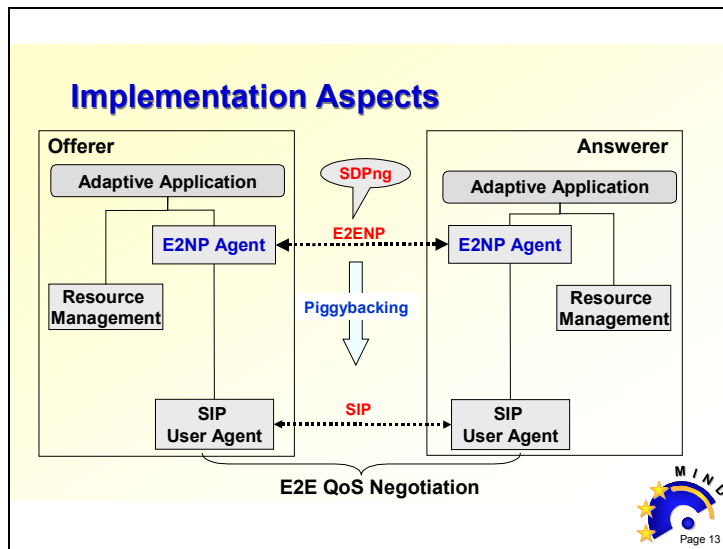 Implementation Aspects
Offerer
Answerer
Adaptive Application
SDPng
Adaptive Application
E2ENP
E2NP Agent
E2NP Agent
Resource
Management
Piggybacking
Resource
Management
SIP
User Agent
SIP
SIP
User Agent
E2E QoS Negotiation
MIND
Page 13